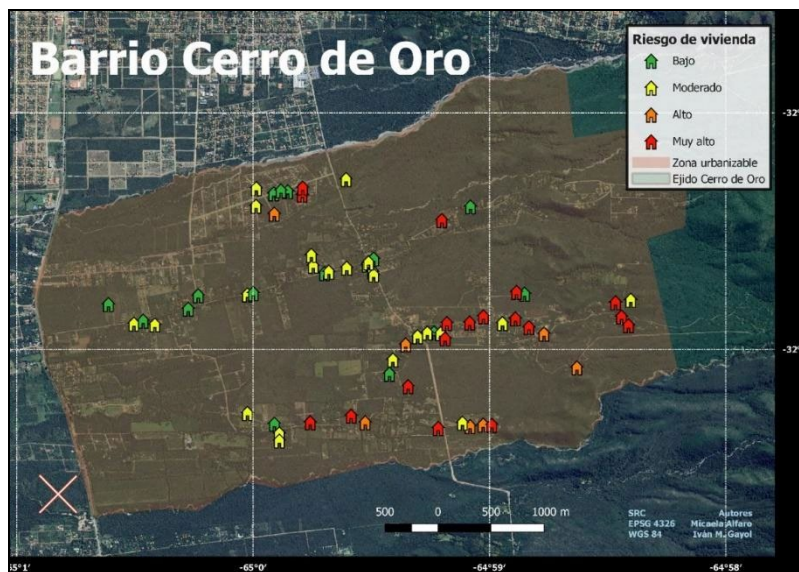 Barrio Cerro de Oro
Riesgo de vivienda
Bajo
Moderado
Alto
Muy alto
Zona urbanizable
Ejido Cerro de Oro
-32
-32
500 0 500 1000 m
SRC Autores
EPSG 4326 Micaela Alfaro
WGS 84 Iván M. Gayol
-65°0' -64°59' -64°58'